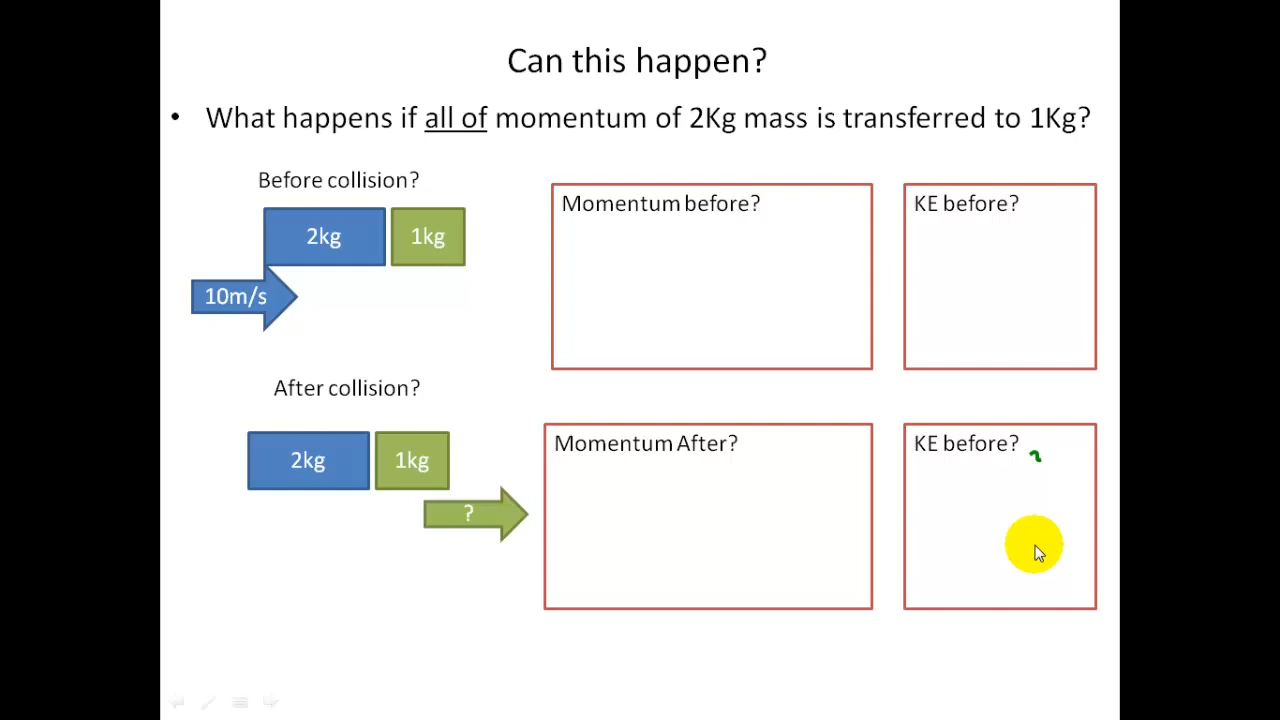 Can this happen?
• What happens if all of momentum of 2Kg mass is transferred to 1Kg?
Before collision?
2kg
1kg
10m/s
Momentum before?
KE before?
After collision?
2kg
1kg
?
Momentum After?
KE before?